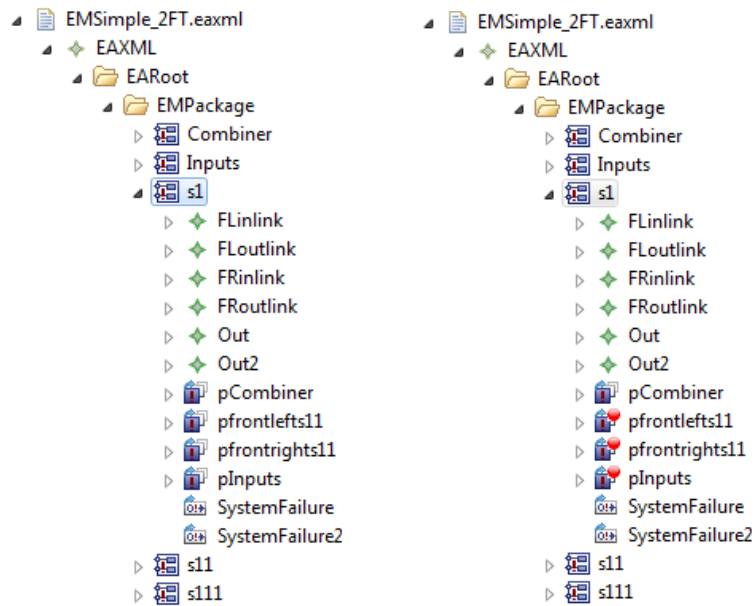 EMSimple_2FT.eaxml
EAXML
EARoot
EMPackage
Combiner
Inputs
s1
FLinlink
FLoutlink
FRinlink
FRoutlink
Out
Out2
pCombiner
pfrontlefts11
pfrontrights11
pInputs
SystemFailure
SystemFailure2
s11
s111
EMSimple_2FT.eaxml
EAXML
EARoot
EMPackage
Combiner
Inputs
s1
FLinlink
FLoutlink
FRinlink
FRoutlink
Out
Out2
pCombiner
pfrontlefts11
pfrontrights11
pInputs
SystemFailure
SystemFailure2
s11
s111